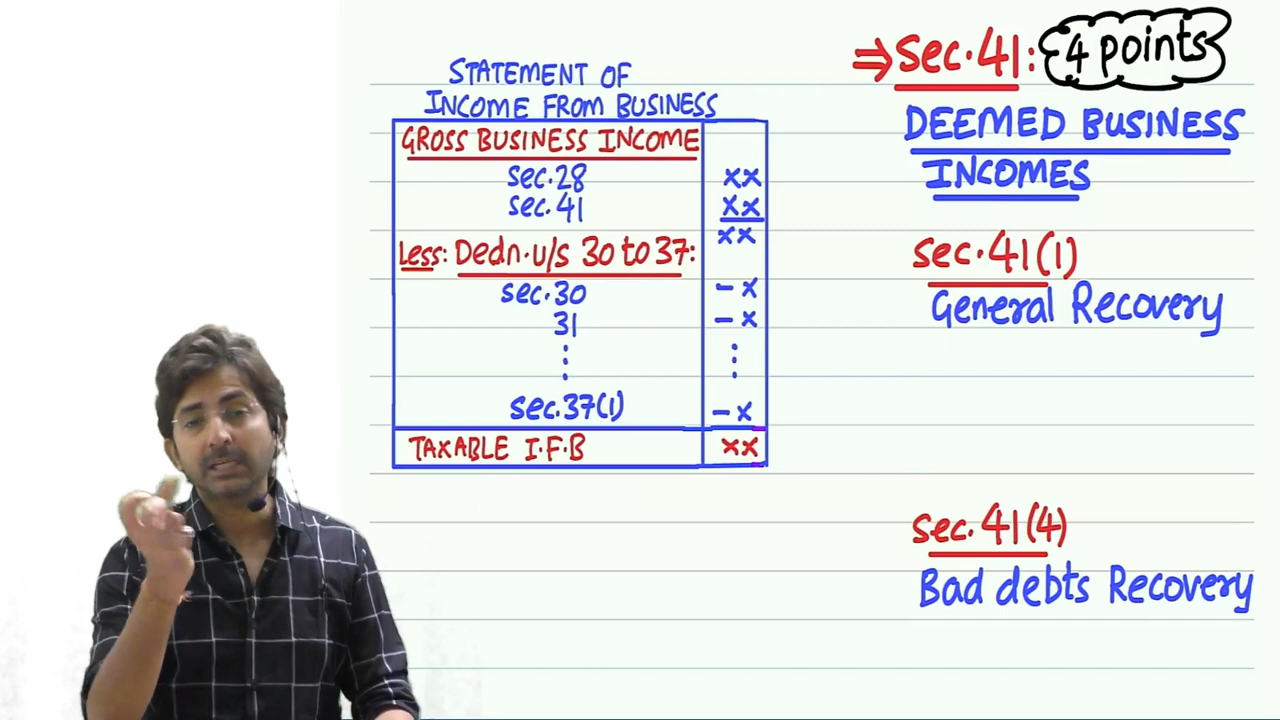 STATEMENT OF
INCOME FROM BUSINESS
GROSS BUSINESS INCOME
sec.28 xx
sec.41 xx
xx
Less: Dedn.u/s 30 to 37:
sec.30 - x
31 - x
⋮ ⋮
sec.37(1) - x
TAXABLE I.F.B xx
⇒ sec.41: 4 points
DEEMED BUSINESS
INCOMES
sec.41(1)
General Recovery
sec.41(4)
Bad debts Recovery